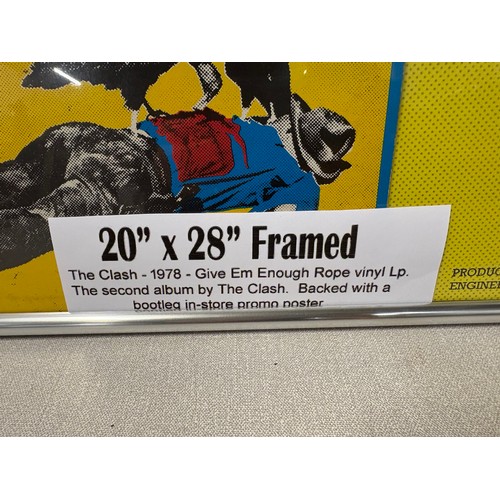 20” x 28” Framed
The Clash - 1978 - Give Em Enough Rope vinyl Lp.
The second album by The Clash. Backed with a
bootleg in-store promo poster
PRODUC
ENGINEE